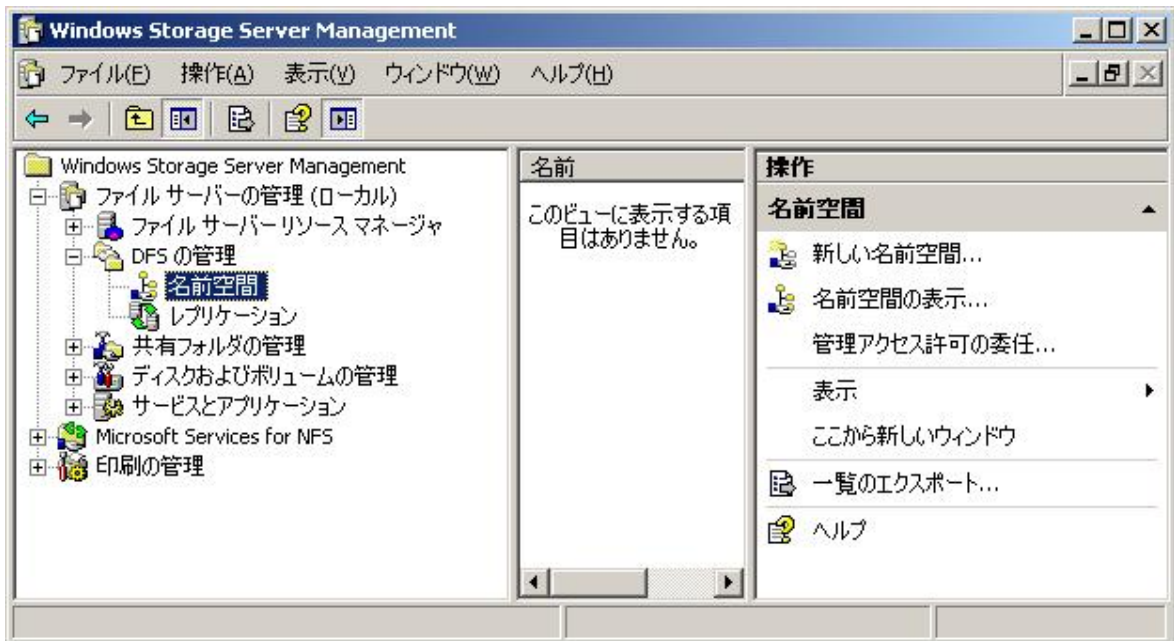 Windows Storage Server Management
ファイル(F) 操作(A) 表示(V) ウィンドウ(W) ヘルプ(H)
Windows Storage Server Management
ファイル サーバーの管理 (ローカル)
ファイル サーバー リソース マネージャ
DFS の管理
名前空間
レプリケーション
共有フォルダの管理
ディスクおよびボリュームの管理
サービスとアプリケーション
Microsoft Services for NFS
印刷の管理
名前
このビューに表示する項
目はありません。
操作
名前空間
新しい名前空間...
名前空間の表示...
管理アクセス許可の委任...
表示
ここから新しいウィンドウ
一覧のエクスポート...
ヘルプ